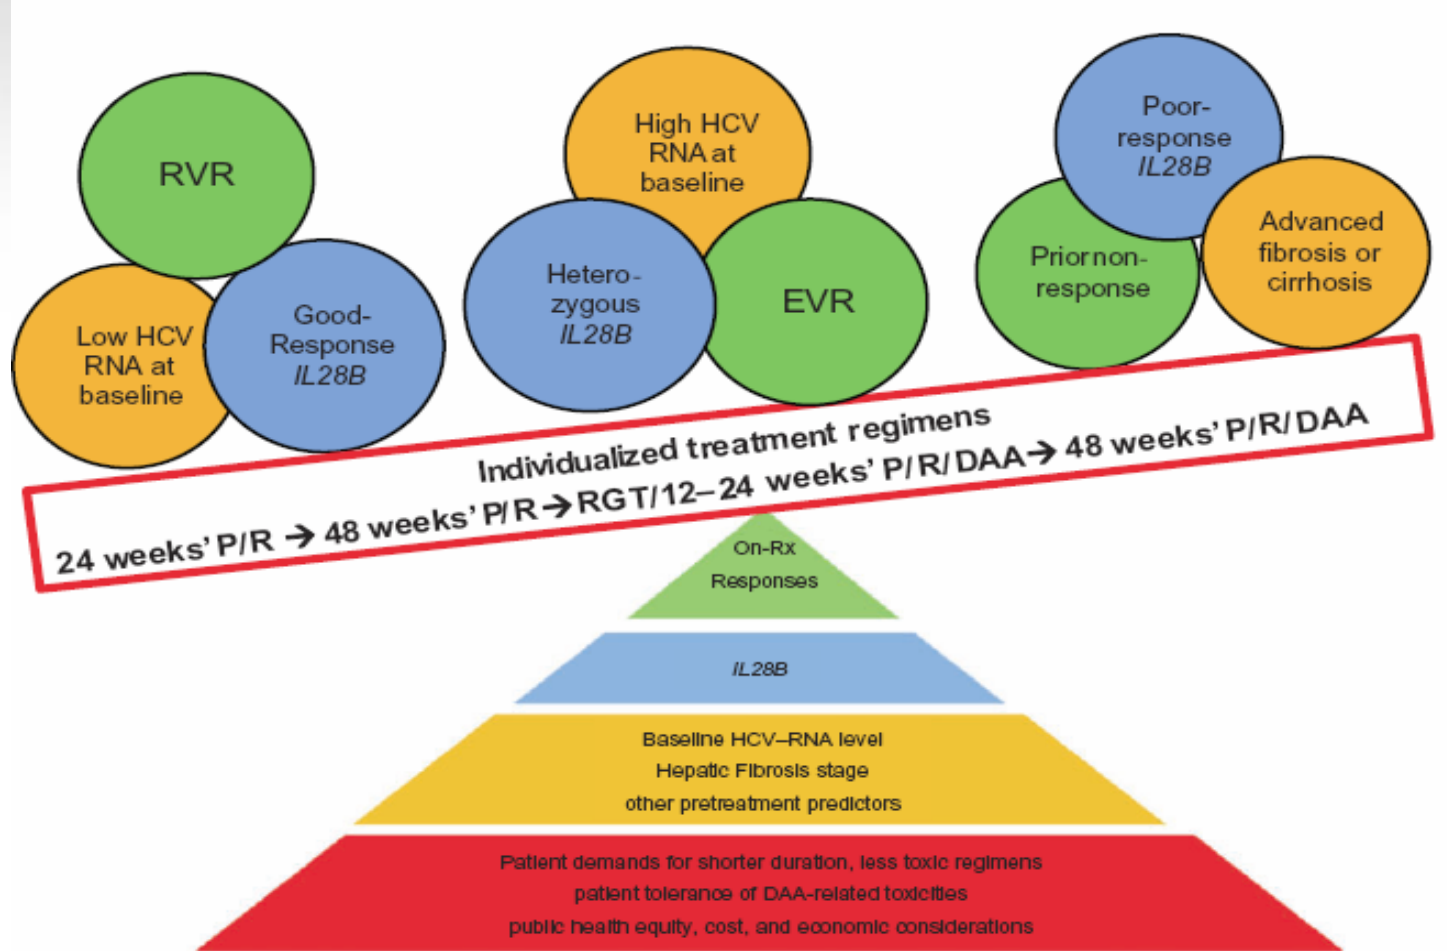 RVR
Low HCV
RNA at
baseline
Good-
Response
IL28B
High HCV
RNA at
baseline
Hetero-
zygous
IL28B
EVR
Poor-
response
IL28B
Prior non-
response
Advanced
fibrosis or
cirrhosis
Individualized treatment regimens
24 weeks' P/R → 48 weeks' P/R → RGT/12–24 weeks' P/R/DAA → 48 weeks' P/R/DAA
On-Rx
Responses
IL28B
Baseline HCV–RNA level
Hepatic Fibrosis stage
other pretreatment predictors
Patient demands for shorter duration, less toxic regimens
patient tolerance of DAA-related toxicities
public health equity, cost, and economic considerations